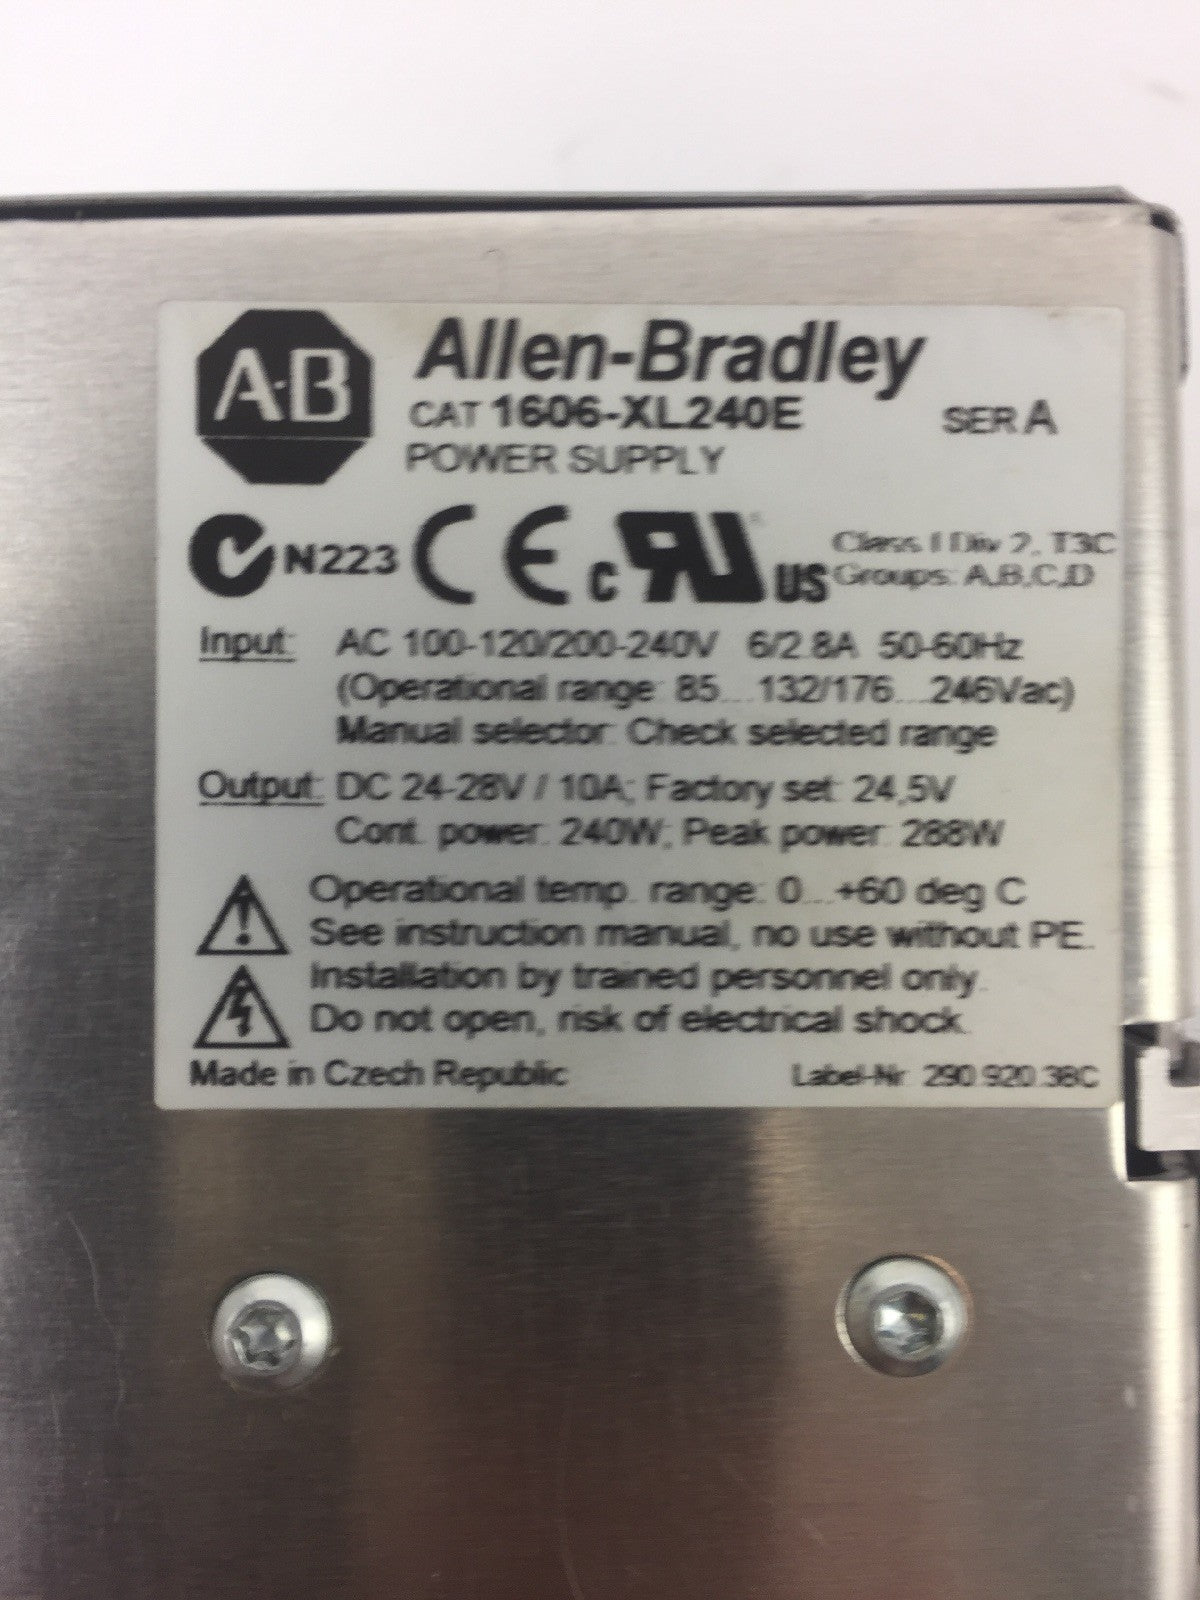 A·B
Allen-Bradley
CAT 1606-XL240E SER A
POWER SUPPLY
N223 CE c RU US Class I Div 2, T3C
Groups: A,B,C,D
Input: AC 100-120/200-240V 6/2.8A 50-60Hz
(Operational range: 85...132/176...246Vac)
Manual selector: Check selected range
Output: DC 24-28V / 10A; Factory set: 24,5V
Cont. power: 240W; Peak power: 288W
Operational temp. range: 0...+60 deg C
See instruction manual, no use without PE.
Installation by trained personnel only.
Do not open, risk of electrical shock.
Made in Czech Republic Label-Nr: 290.920.38C